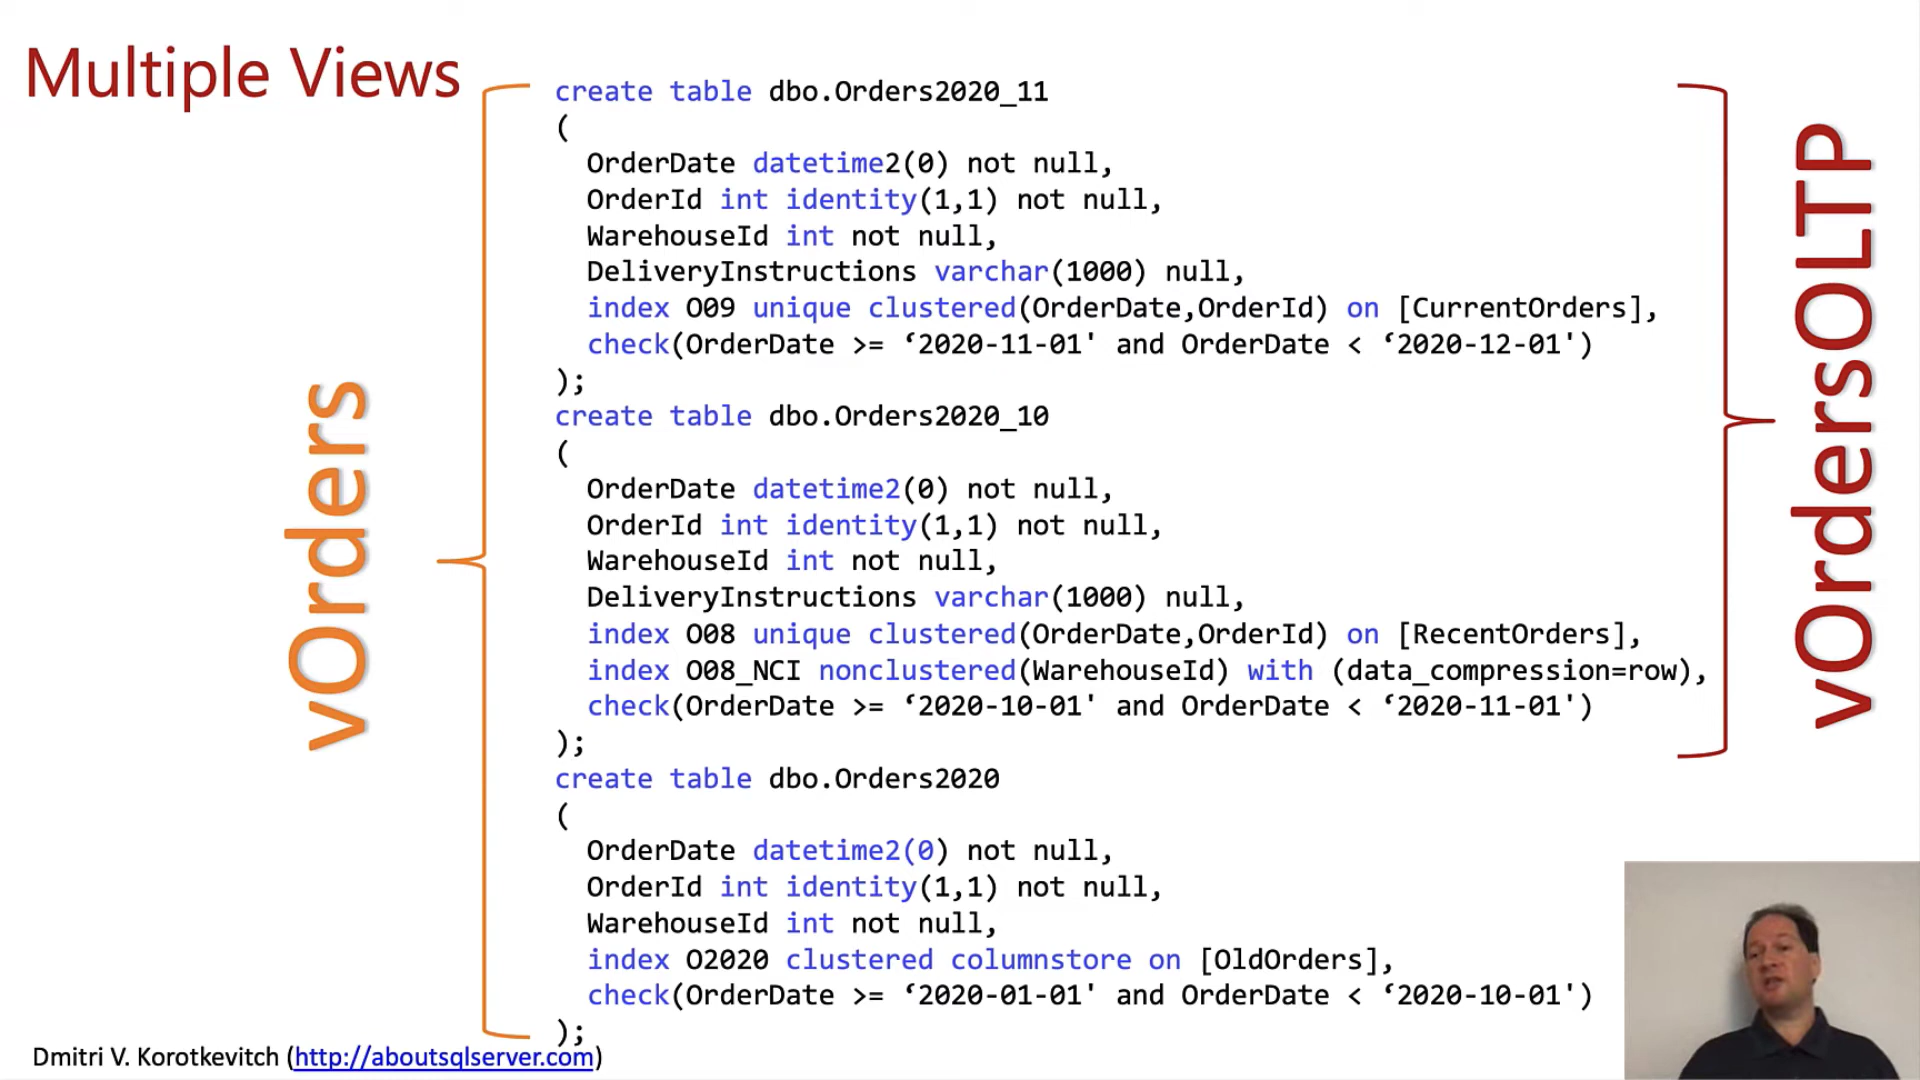 Multiple Views
vOrders
create table dbo.Orders2020_11
(
OrderDate datetime2(0) not null,
OrderId int identity(1,1) not null,
WarehouseId int not null,
DeliveryInstructions varchar(1000) null,
index O09 unique clustered(OrderDate,OrderId) on [CurrentOrders],
check(OrderDate >= ‘2020-11-01' and OrderDate < ‘2020-12-01')
);
create table dbo.Orders2020_10
(
OrderDate datetime2(0) not null,
OrderId int identity(1,1) not null,
WarehouseId int not null,
DeliveryInstructions varchar(1000) null,
index O08 unique clustered(OrderDate,OrderId) on [RecentOrders],
index O08_NCI nonclustered(WarehouseId) with (data_compression=row),
check(OrderDate >= ‘2020-10-01' and OrderDate < ‘2020-11-01')
);
create table dbo.Orders2020
(
OrderDate datetime2(0) not null,
OrderId int identity(1,1) not null,
WarehouseId int not null,
index O2020 clustered columnstore on [OldOrders],
check(OrderDate >= ‘2020-01-01' and OrderDate < ‘2020-10-01')
);
vOrdersOLTP
Dmitri V. Korotkevitch (http://aboutsqlserver.com)